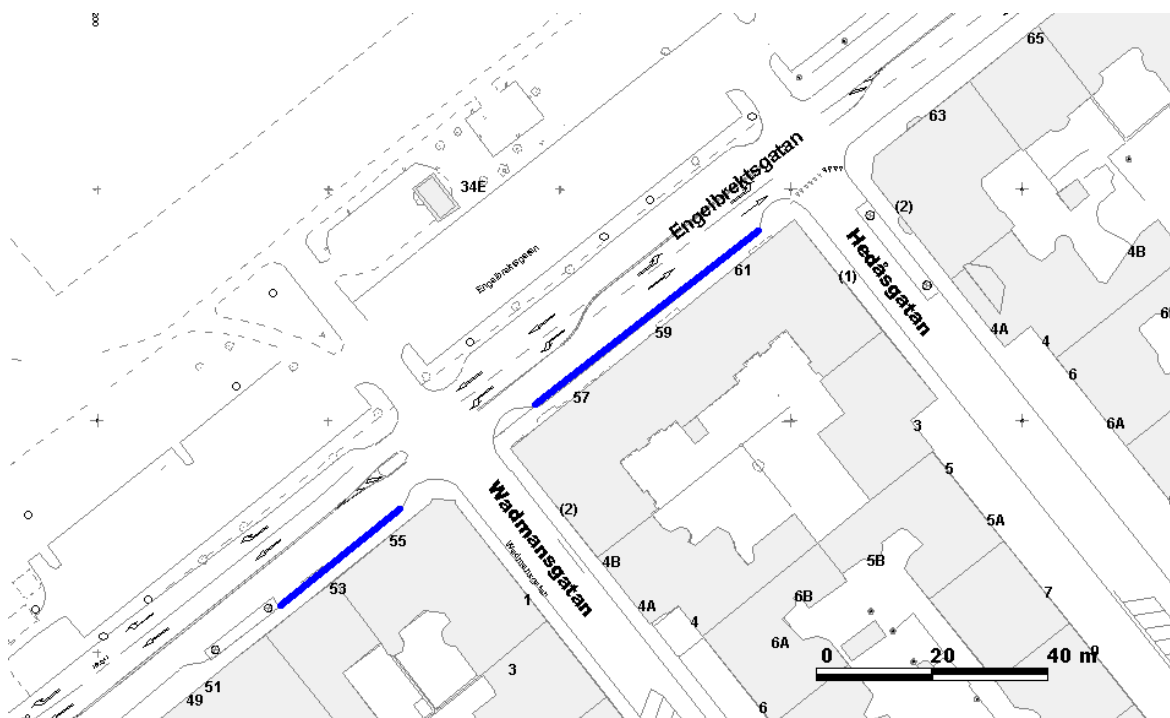 65
63
34E
Engelbrektsgatan
Engelbrektsgatan
(2)
4B
61
(1)
Hedåsgatan
59
4A
4
6
57
6A
3
5
Wadmansgatan
(2)
55
5A
53
4B
5B
1
4A
6B
7
4
6A
0 20 40 m
3
51
49
6